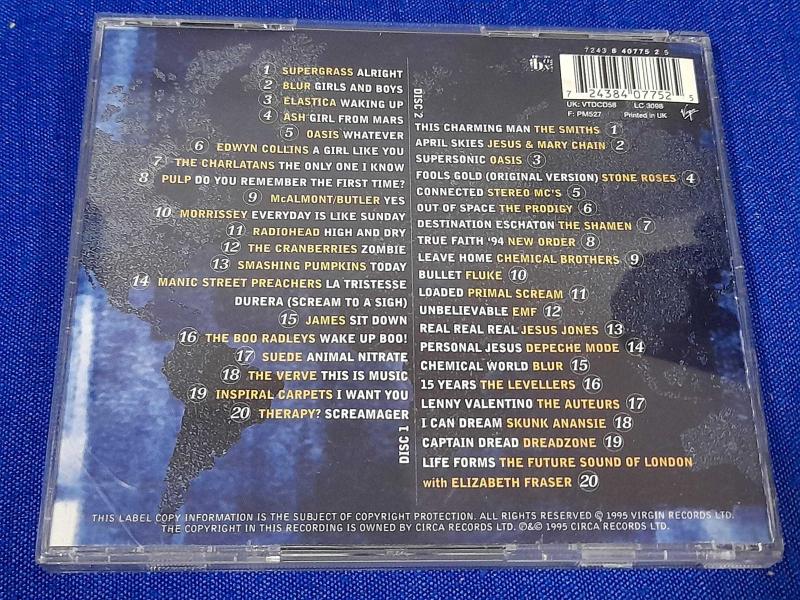 7243 8 40775 2 5
7 24384 07752 5
UK: VTDCD58 LC 3098
F: PM527 Printed in UK
Virgin
1 SUPERGRASS ALRIGHT
2 BLUR GIRLS AND BOYS
3 ELASTICA WAKING UP
4 ASH GIRL FROM MARS
5 OASIS WHATEVER
6 EDWYN COLLINS A GIRL LIKE YOU
7 THE CHARLATANS THE ONLY ONE I KNOW
8 PULP DO YOU REMEMBER THE FIRST TIME?
9 McALMONT/BUTLER YES
10 MORRISSEY EVERYDAY IS LIKE SUNDAY
11 RADIOHEAD HIGH AND DRY
12 THE CRANBERRIES ZOMBIE
13 SMASHING PUMPKINS TODAY
14 MANIC STREET PREACHERS LA TRISTESSE
DURERA (SCREAM TO A SIGH)
15 JAMES SIT DOWN
16 THE BOO RADLEYS WAKE UP BOO!
17 SUEDE ANIMAL NITRATE
18 THE VERVE THIS IS MUSIC
19 INSPIRAL CARPETS I WANT YOU
20 THERAPY? SCREAMAGER
DISC 1
DISC 2
THIS CHARMING MAN THE SMITHS 1
APRIL SKIES JESUS & MARY CHAIN 2
SUPERSONIC OASIS 3
FOOLS GOLD (ORIGINAL VERSION) STONE ROSES 4
CONNECTED STEREO MC'S 5
OUT OF SPACE THE PRODIGY 6
DESTINATION ESCHATON THE SHAMEN 7
TRUE FAITH '94 NEW ORDER 8
LEAVE HOME CHEMICAL BROTHERS 9
BULLET FLUKE 10
LOADED PRIMAL SCREAM 11
UNBELIEVABLE EMF 12
REAL REAL REAL JESUS JONES 13
PERSONAL JESUS DEPECHE MODE 14
CHEMICAL WORLD BLUR 15
15 YEARS THE LEVELLERS 16
LENNY VALENTINO THE AUTEURS 17
I CAN DREAM SKUNK ANANSIE 18
CAPTAIN DREAD DREADZONE 19
LIFE FORMS THE FUTURE SOUND OF LONDON
with ELIZABETH FRASER 20
THIS LABEL COPY INFORMATION IS THE SUBJECT OF COPYRIGHT PROTECTION. ALL RIGHTS RESERVED © 1995 VIRGIN RECORDS LTD.
THE COPYRIGHT IN THIS RECORDING IS OWNED BY CIRCA RECORDS LTD. ℗&© 1995 CIRCA RECORDS LTD.